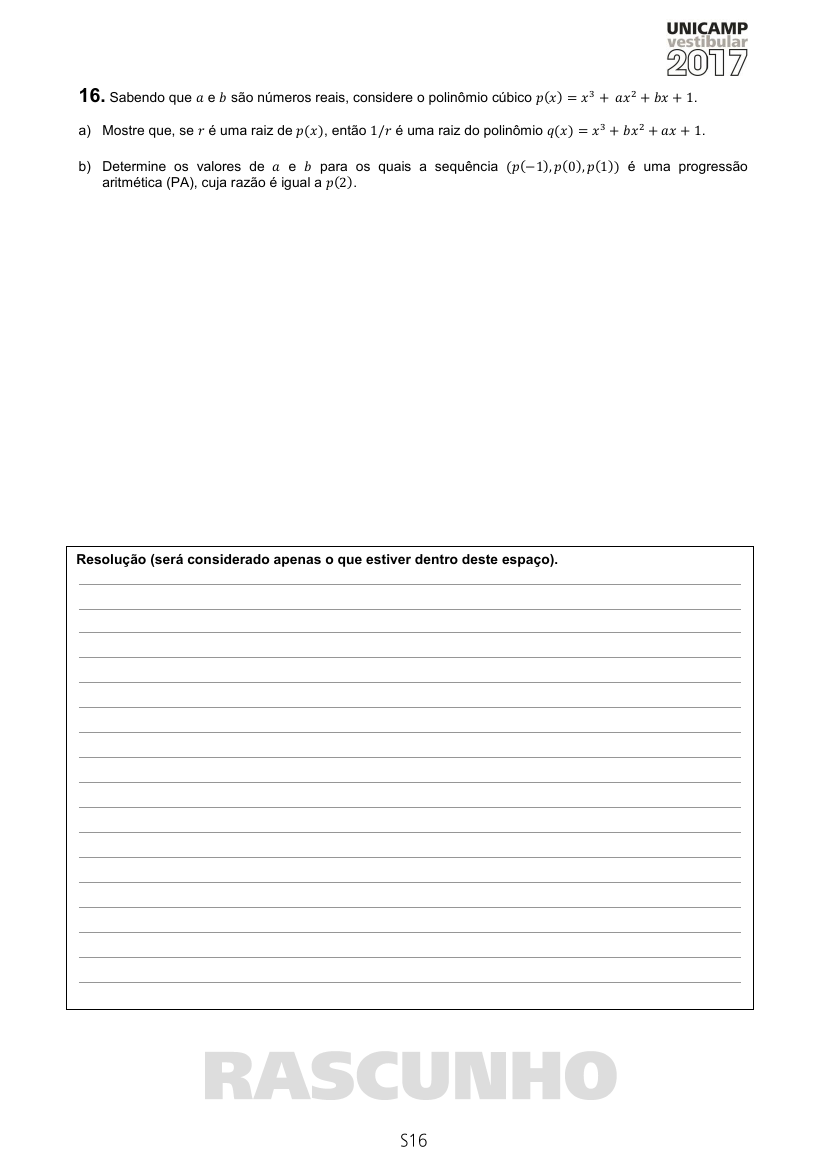 UNICAMP
vestibular
2017
16. Sabendo que a e b são números reais, considere o polinômio cúbico p(x) = x³ + ax² + bx + 1.
a) Mostre que, se r é uma raiz de p(x), então 1/r é uma raiz do polinômio q(x) = x³ + bx² + ax + 1.
b) Determine os valores de a e b para os quais a sequência (p(−1), p(0), p(1)) é uma progressão
aritmética (PA), cuja razão é igual a p(2).
Resolução (será considerado apenas o que estiver dentro deste espaço).
RASCUNHO
S16